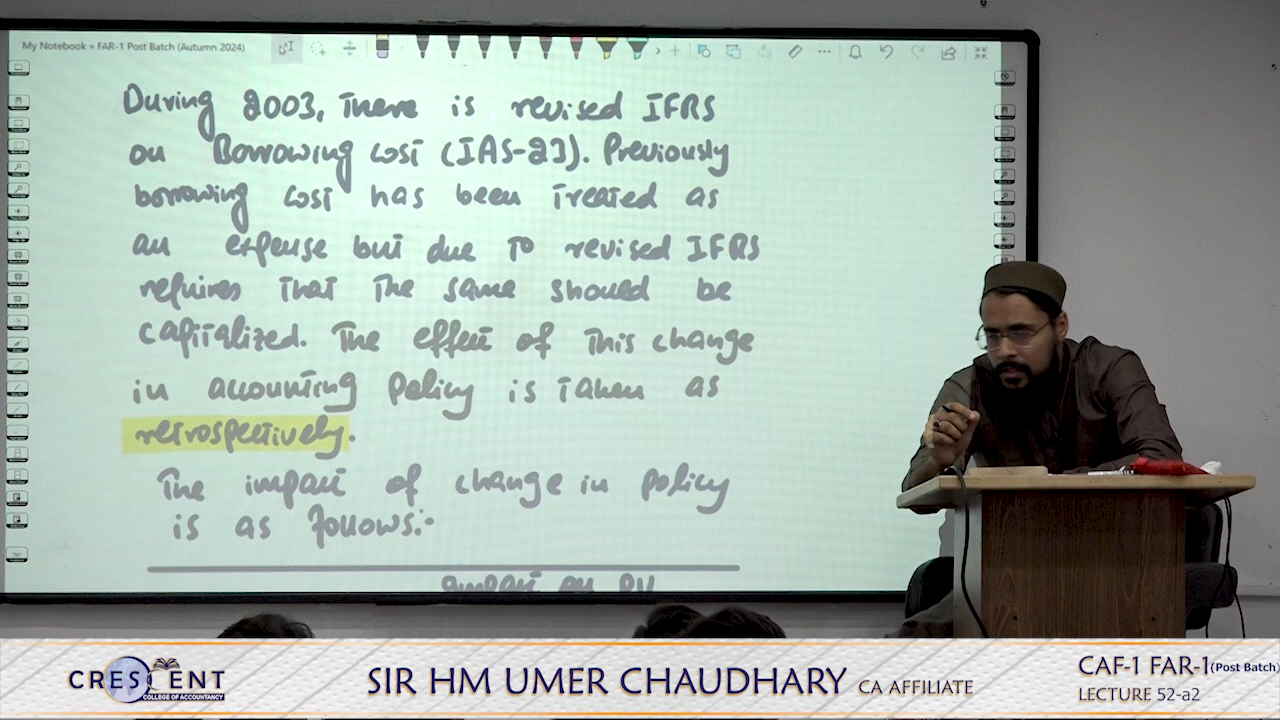 My Notebook » FAR-1 Post Batch (Autumn 2024)
During 2003, There is revised IFRS
on Borrowing Cost (IAS-23). Previously
borrowing cost has been treated as
an expense but due to revised IFRS
requires that the same should be
capitalized. The effect of this change
in accounting policy is taken as
retrospectively.
The impact of change in policy
is as follows:-
CRESCENT
COLLEGE OF ACCOUNTANCY
SIR HM UMER CHAUDHARY CA AFFILIATE
CAF-1 FAR-1(Post Batch)
LECTURE 52-a2